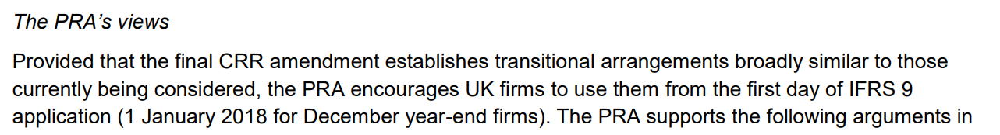 The PRA’s views
Provided that the final CRR amendment establishes transitional arrangements broadly similar to those
currently being considered, the PRA encourages UK firms to use them from the first day of IFRS 9
application (1 January 2018 for December year-end firms). The PRA supports the following arguments in